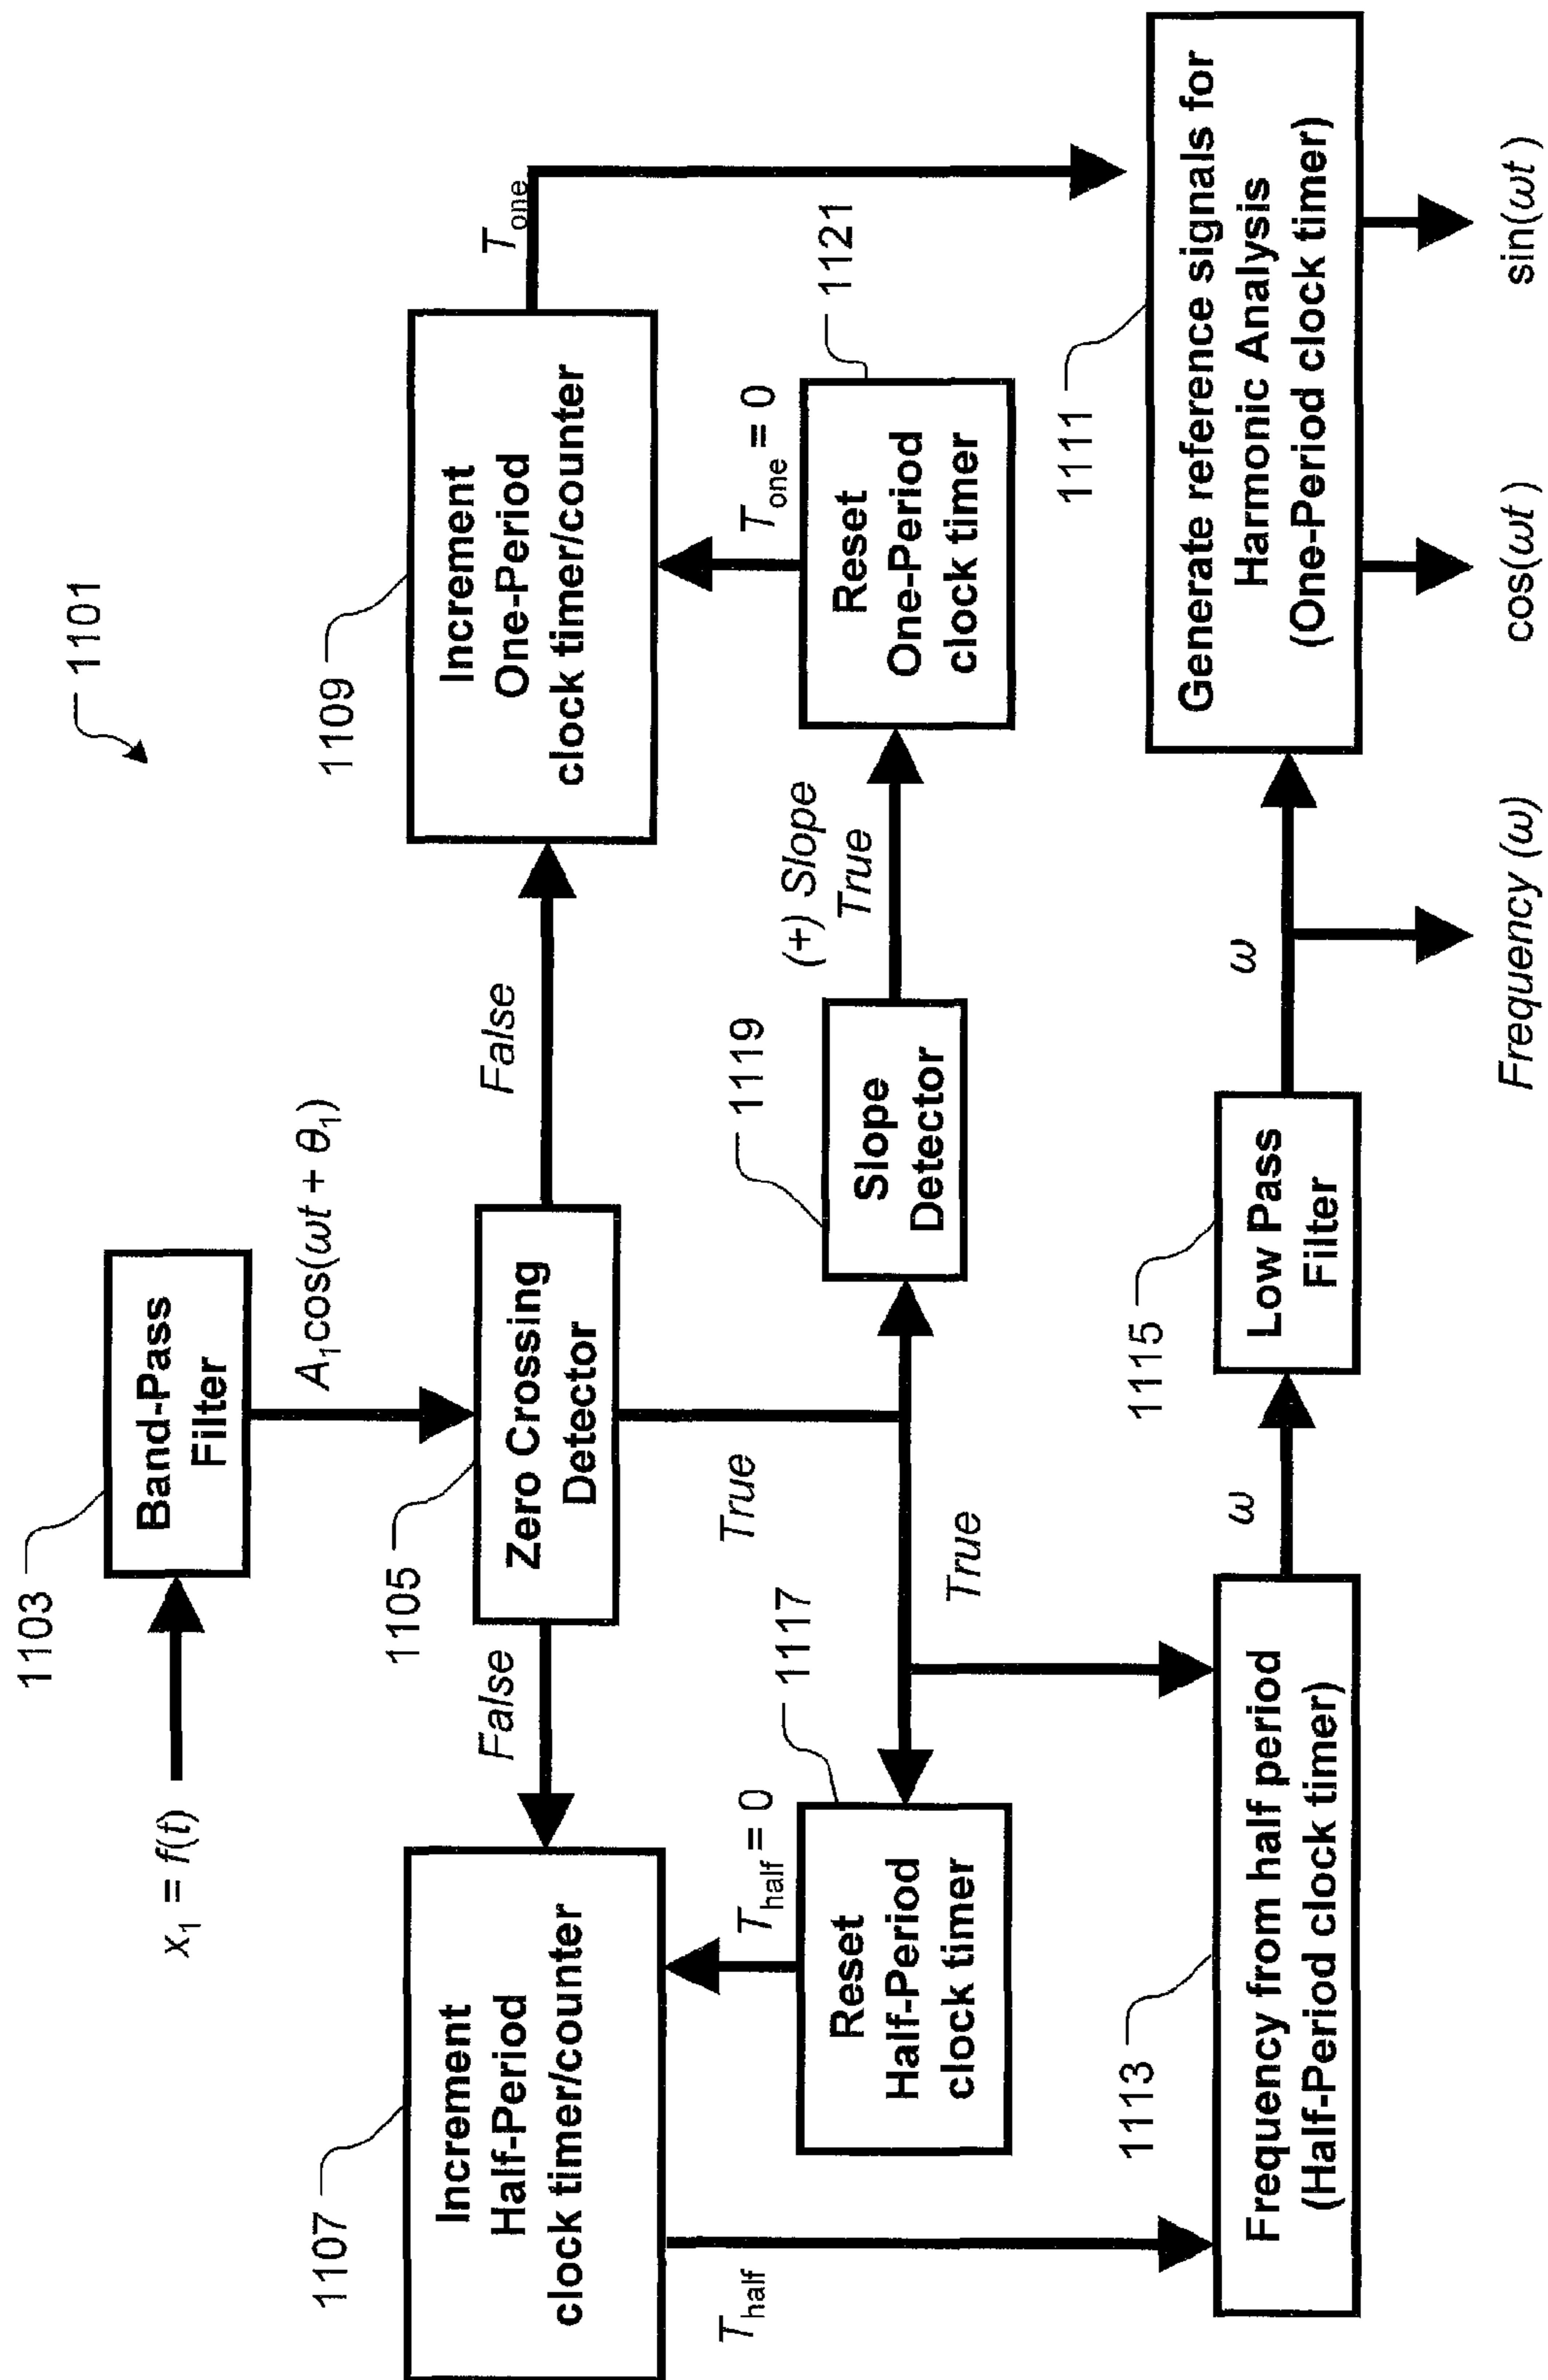 1101
1103
x₁ = f(t)
Band-Pass
Filter
A₁cos(ωt + θ₁)
1105
Zero Crossing
Detector
False
False
1107
Increment
Half-Period
clock timer/counter
1109
Increment
One-Period
clock timer/counter
T_one
T_half
True
True
T_half = 0
1117
Reset
Half-Period
clock timer
1119
Slope
Detector
(+) Slope
True
T_one = 0
1121
Reset
One-Period
clock timer
1113
Frequency from half period
(Half-Period clock timer)
ω
1115
Low Pass
Filter
ω
1111
Generate reference signals for
Harmonic Analysis
(One-Period clock timer)
Frequency (ω)
cos(ωt)
sin(ωt)